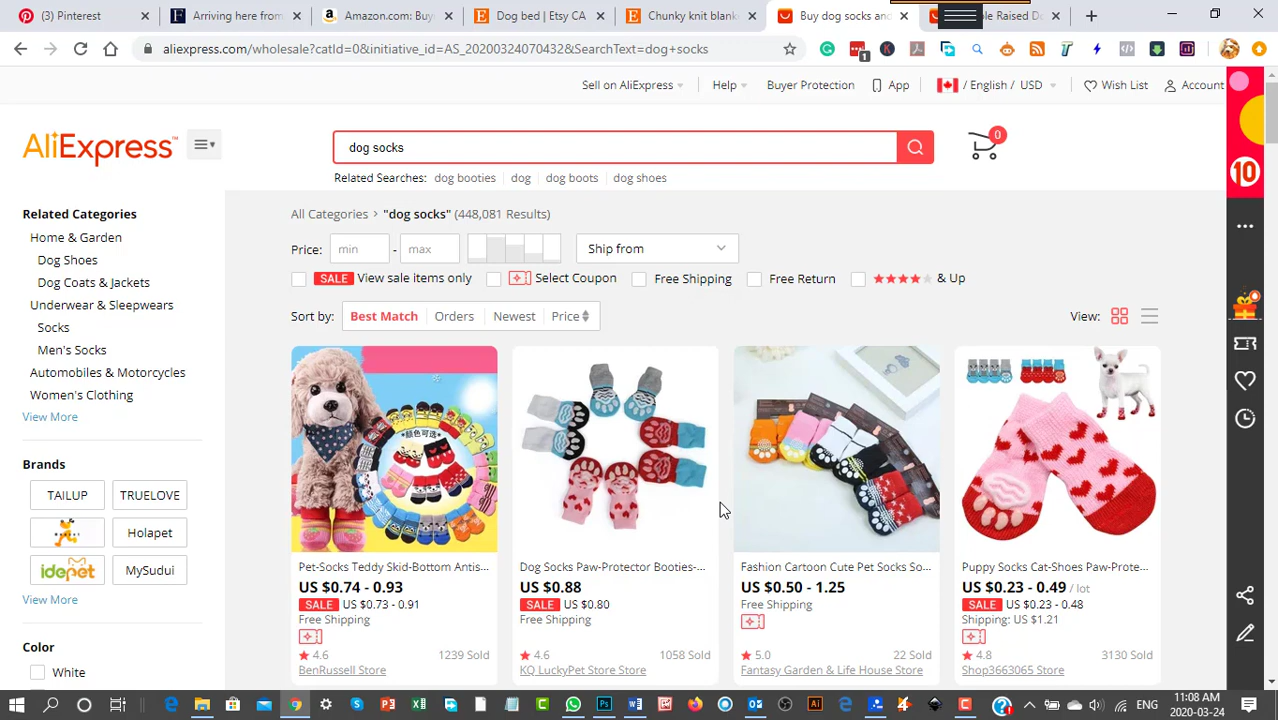 (5) Pinterest
Arriving here from
Amazon.com: Buy
Dog bed | Etsy CA
Chunky knit blank
Buy dog socks and
le Raised D
aliexpress.com/wholesale?catId=0&initiative_id=AS_20200324070432&SearchText=dog+socks
1
Sell on AliExpress
Help
Buyer Protection
App
/ English / USD
Wish List
Account
AliExpress™
dog socks
0
10
Related Searches: dog booties dog dog boots dog shoes
Related Categories
Home & Garden
Dog Shoes
Dog Coats & Jackets
Underwear & Sleepwears
Socks
Men's Socks
Automobiles & Motorcycles
Women's Clothing
View More
Brands
TAILUP
TRUELOVE
Holapet
idepet
MySudui
View More
Color
White
All Categories > "dog socks" (448,081 Results)
Price: min - max
Ship from
SALE View sale items only
Select Coupon
Free Shipping
Free Return
& Up
Sort by: Best Match Orders Newest Price
View:
顏色可选
Pet-Socks Teddy Skid-Bottom Antis...
US $0.74 - 0.93
SALE US $0.73 - 0.91
Free Shipping
4.6 1239 Sold
BenRussell Store
Dog Socks Paw-Protector Booties-...
US $0.88
SALE US $0.80
Free Shipping
4.6 1058 Sold
KQ LuckyPet Store Store
Fashion Cartoon Cute Pet Socks So...
US $0.50 - 1.25
Free Shipping
5.0 22 Sold
Fantasy Garden & Life House Store
Puppy Socks Cat-Shoes Paw-Prote...
US $0.23 - 0.49 / lot
SALE US $0.23 - 0.48
Shipping: US $1.21
4.8 3130 Sold
Shop3663065 Store
ENG
11:08 AM
2020-03-24